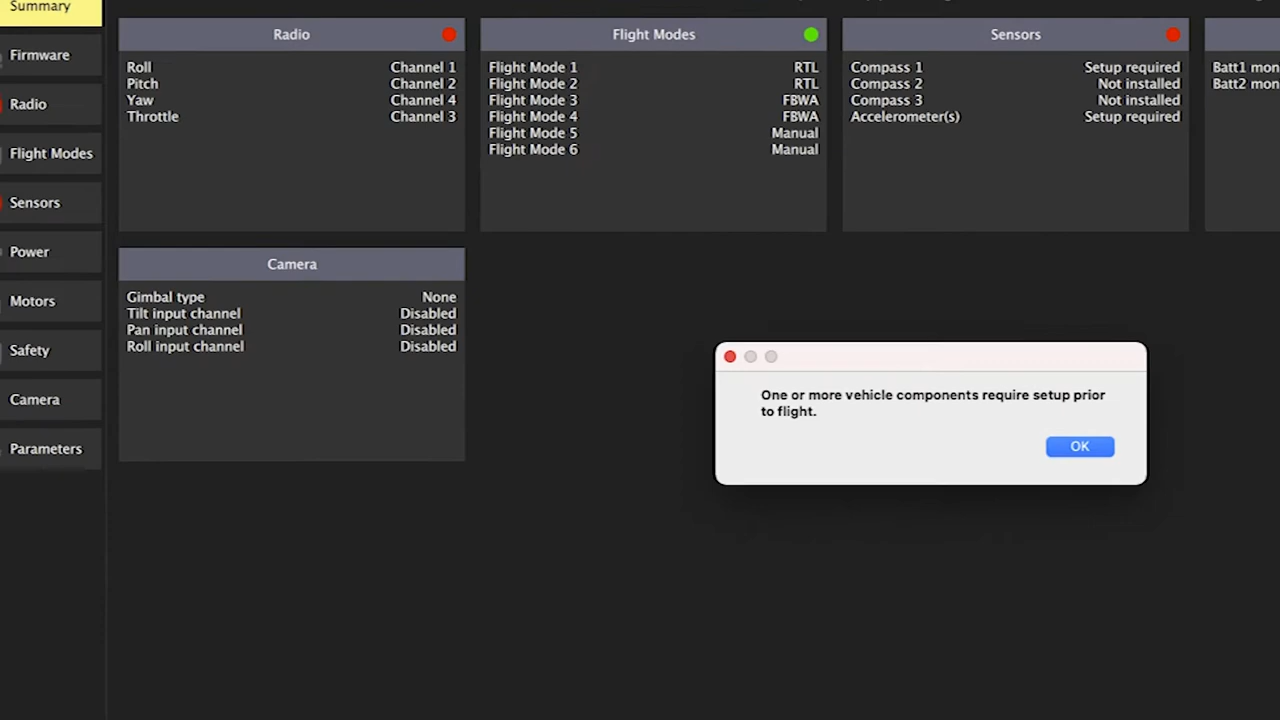 Summary
Firmware
Radio
Flight Modes
Sensors
Power
Motors
Safety
Camera
Parameters
Radio
Roll Channel 1
Pitch Channel 2
Yaw Channel 4
Throttle Channel 3
Flight Modes
Flight Mode 1 RTL
Flight Mode 2 RTL
Flight Mode 3 FBWA
Flight Mode 4 FBWA
Flight Mode 5 Manual
Flight Mode 6 Manual
Sensors
Compass 1 Setup required
Compass 2 Not installed
Compass 3 Not installed
Accelerometer(s) Setup required
Batt1 mon
Batt2 mon
Camera
Gimbal type None
Tilt input channel Disabled
Pan input channel Disabled
Roll input channel Disabled
One or more vehicle components require setup prior
to flight.
OK